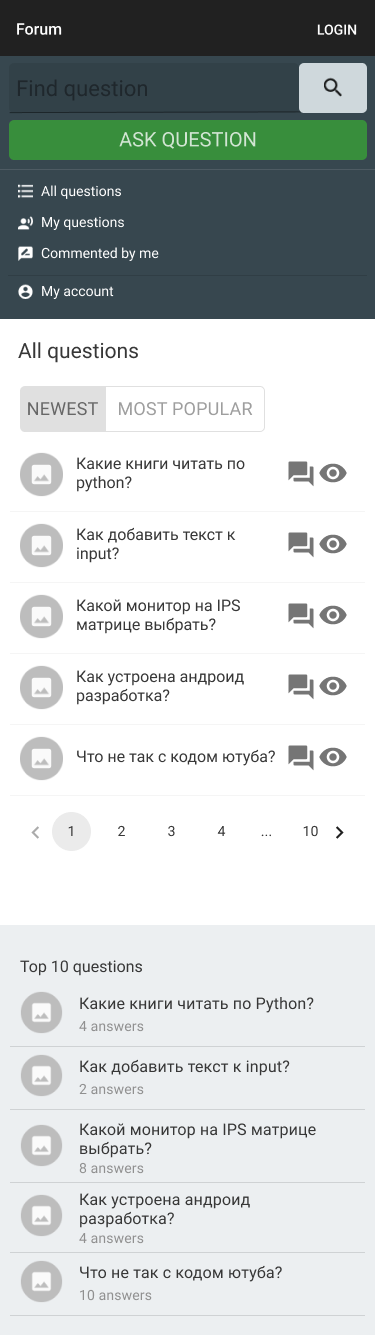 Forum
LOGIN
Find question
ASK QUESTION
All questions
My questions
Commented by me
My account
All questions
NEWEST
MOST POPULAR
Какие книги читать по
python?
Как добавить текст к
input?
Какой монитор на IPS
матрице выбрать?
Как устроена андроид
разработка?
Что не так с кодом ютуба?
1 2 3 4 ... 10
Top 10 questions
Какие книги читать по Python?
4 answers
Как добавить текст к input?
2 answers
Какой монитор на IPS матрице
выбрать?
8 answers
Как устроена андроид
разработка?
4 answers
Что не так с кодом ютуба?
10 answers